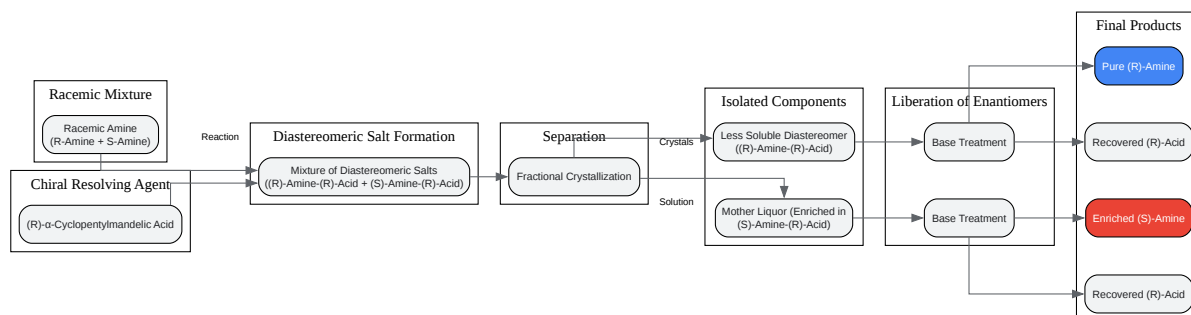 Racemic Mixture
Racemic Amine
(R-Amine + S-Amine)
Chiral Resolving Agent
(R)-α-Cyclopentylmandelic Acid
Reaction
Diastereomeric Salt Formation
Mixture of Diastereomeric Salts
((R)-Amine-(R)-Acid + (S)-Amine-(R)-Acid)
Separation
Fractional Crystallization
Crystals
Solution
Isolated Components
Less Soluble Diastereomer
((R)-Amine-(R)-Acid)
Mother Liquor (Enriched in
(S)-Amine-(R)-Acid)
Liberation of Enantiomers
Base Treatment
Base Treatment
Final Products
Pure (R)-Amine
Recovered (R)-Acid
Enriched (S)-Amine
Recovered (R)-Acid